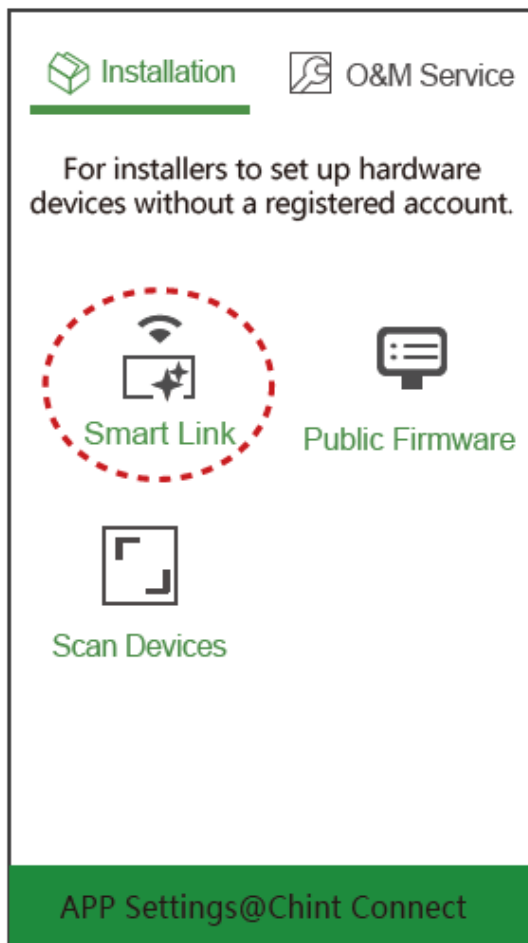 Installation
O&M Service
For installers to set up hardware
devices without a registered account.
Smart Link
Public Firmware
Scan Devices
APP Settings@Chint Connect